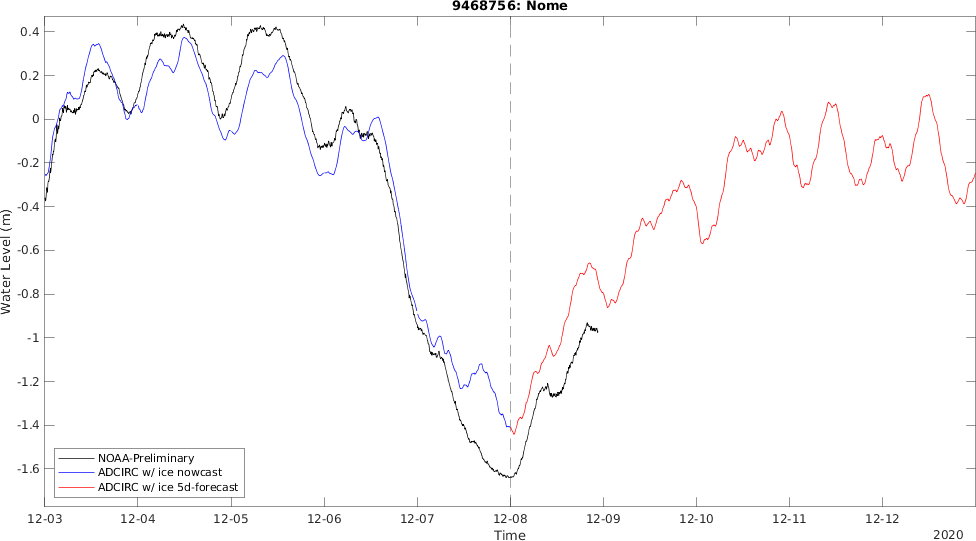 9468756: Nome
0.4
0.2
0
-0.2
-0.4
-0.6
-0.8
-1
-1.2
-1.4
-1.6
Water Level (m)
NOAA-Preliminary
ADCIRC w/ ice nowcast
ADCIRC w/ ice 5d-forecast
12-03 12-04 12-05 12-06 12-07 12-08 12-09 12-10 12-11 12-12
Time
2020